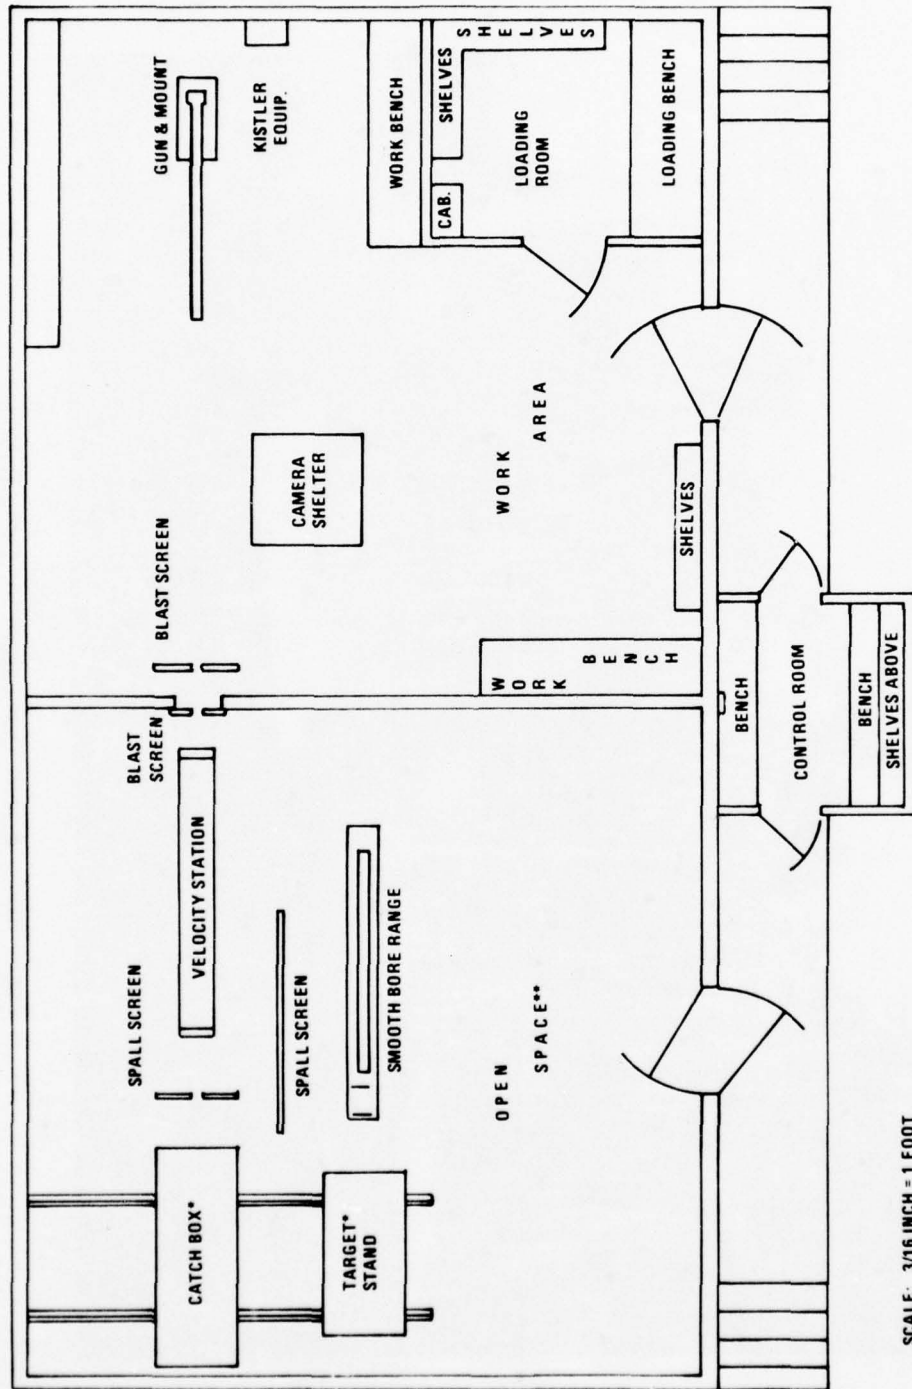 SPALL SCREEN
BLAST
SCREEN
BLAST SCREEN
GUN & MOUNT
CATCH BOX*
VELOCITY STATION
KISTLER
EQUIP.
SPALL SCREEN
CAMERA
SHELTER
TARGET*
STAND
SMOOTH BORE RANGE
WORK BENCH
CAB.
SHELVES
SHELVES
LOADING
ROOM
OPEN
SPACE**
WORK
BENCH
WORK
AREA
LOADING BENCH
SHELVES
BENCH
CONTROL ROOM
BENCH
SHELVES ABOVE
SCALE: 3/16 INCH = 1 FOOT